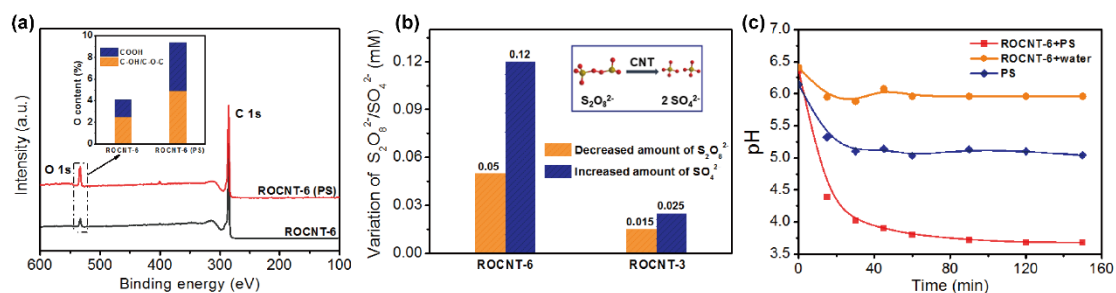 (a)
COOH
C-OH/C-O-C
O content (%)
10
8
6
4
2
0
ROCNT-6
ROCNT-6 (PS)
C 1s
O 1s
ROCNT-6 (PS)
ROCNT-6
Intensity (a.u.)
600
500
400
300
200
100
Binding energy (eV)
(b)
Variation of S₂O₈²⁻/SO₄²⁻ (mM)
0.12
0.09
0.06
0.03
0.00
0.12
0.05
0.025
0.015
CNT
S₂O₈²⁻
2 SO₄²⁻
Decreased amount of S₂O₈²⁻
Increased amount of SO₄²
ROCNT-6
ROCNT-3
(c)
pH
7.0
6.5
6.0
5.5
5.0
4.5
4.0
3.5
ROCNT-6+PS
ROCNT-6+water
PS
0
40
80
120
160
Time (min)